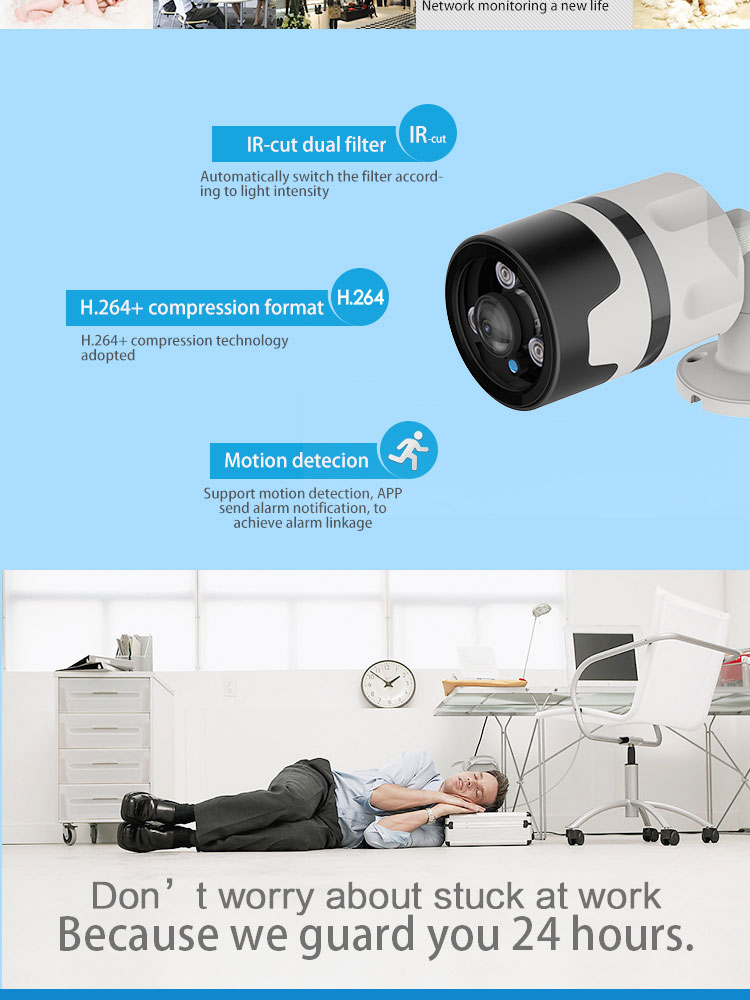 Network monitoring a new life
IR-cut dual filter
IR-cut
Automatically switch the filter accord-
ing to light intensity
H.264+ compression format
H.264
H.264+ compression technology
adopted
Motion detecion
Support motion detection, APP
send alarm notification, to
achieve alarm linkage
Don’t worry about stuck at work
Because we guard you 24 hours.